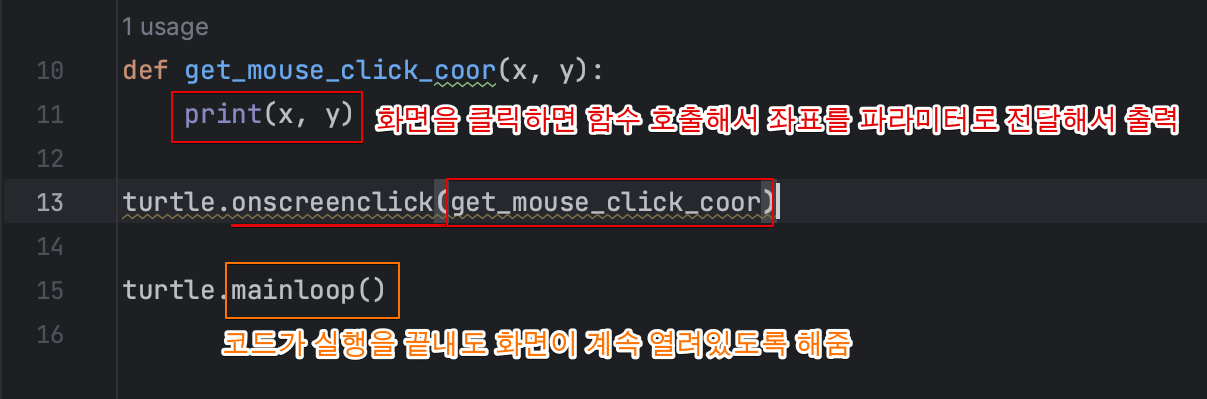 1 usage
10 def get_mouse_click_coor(x, y):
11 print(x, y) 화면을 클릭하면 함수 호출해서 좌표를 파라미터로 전달해서 출력
12
13 turtle.onscreenclick(get_mouse_click_coor)
14
15 turtle.mainloop()
16 코드가 실행을 끝내도 화면이 계속 열려있도록 해줌